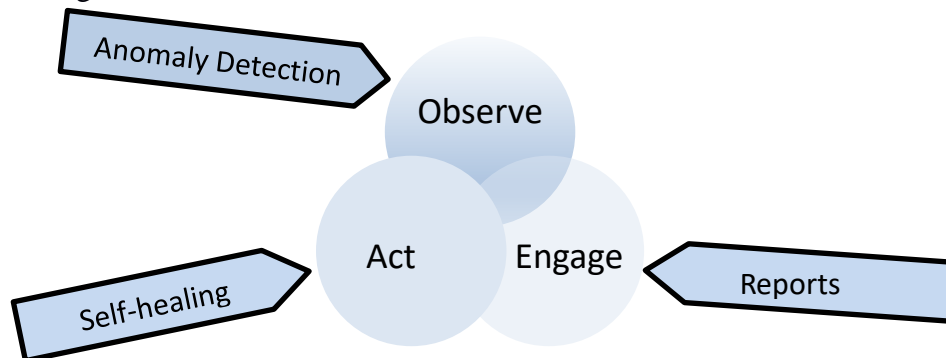 Anomaly Detection
Observe
Act
Engage
Self-healing
Reports